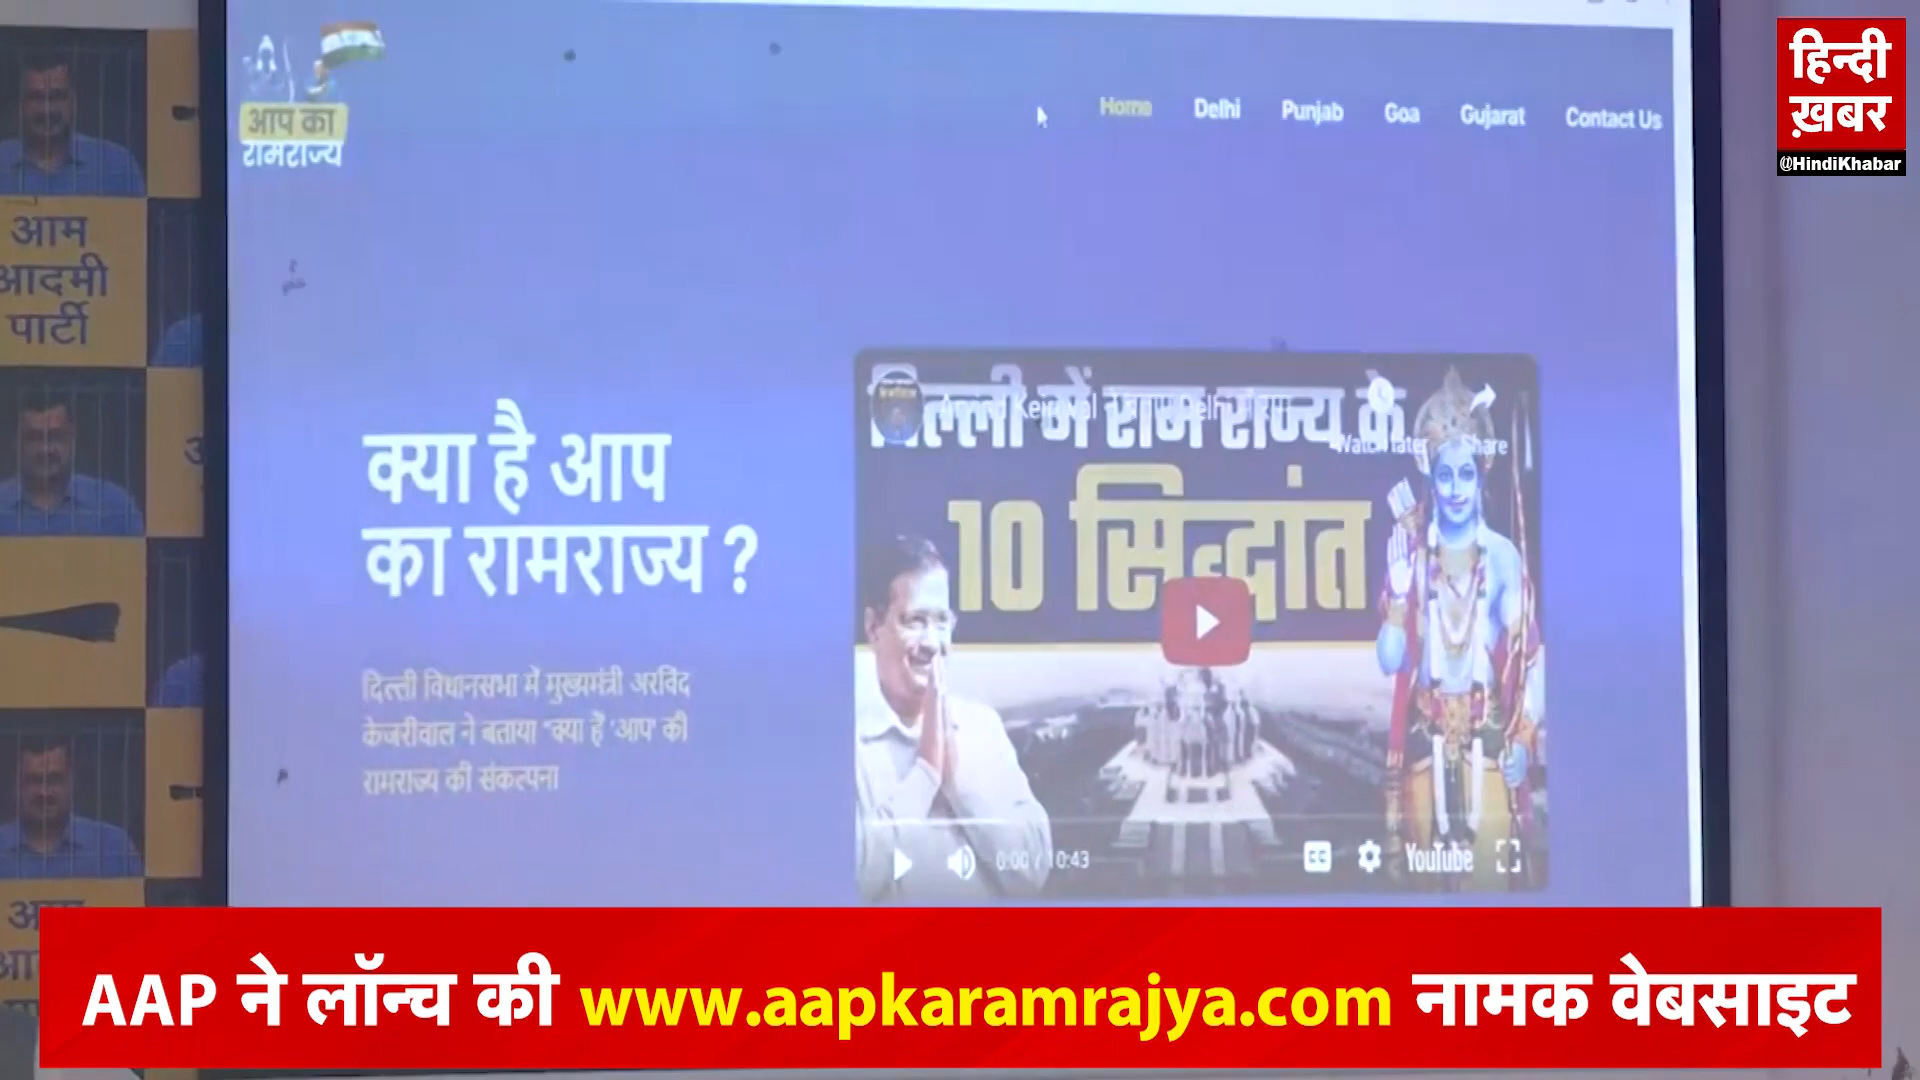 हिन्दी
ख़बर
@HindiKhabar
आप का
रामराज्य
Home Delhi Punjab Goa Gujarat Contact Us
आम
आदमी
पार्टी
क्या है आप
का रामराज्य ?
दिल्ली विधानसभा में मुख्यमंत्री अरविंद
केजरीवाल ने बताया "क्या हैं 'आप' की
रामराज्य की संकल्पना
दिल्ली में राम राज्य के
Watch later Share
10 सिद्धांत
0:00 / 10:43
CC
YouTube
AAP ने लॉन्च की www.aapkaramrajya.com नामक वेबसाइट